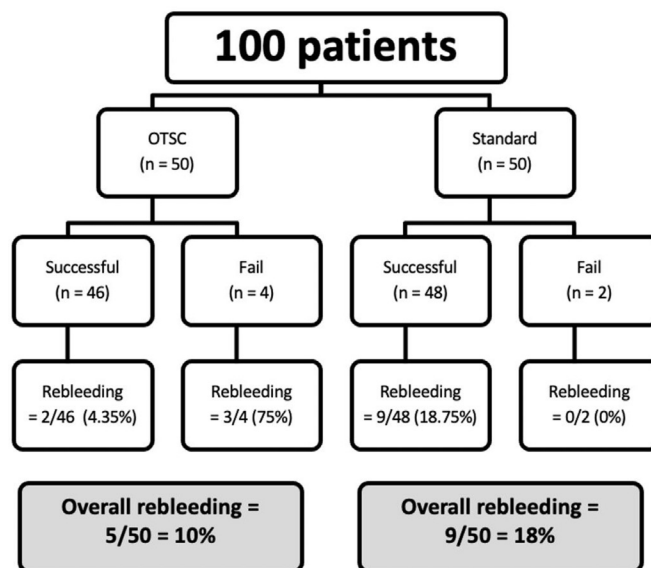 100 patients
OTSC
(n = 50)
Standard
(n = 50)
Successful
(n = 46)
Fail
(n = 4)
Successful
(n = 48)
Fail
(n = 2)
Rebleeding
= 2/46 (4.35%)
Rebleeding
= 3/4 (75%)
Rebleeding
= 9/48 (18.75%)
Rebleeding
= 0/2 (0%)
Overall rebleeding =
5/50 = 10%
Overall rebleeding =
9/50 = 18%